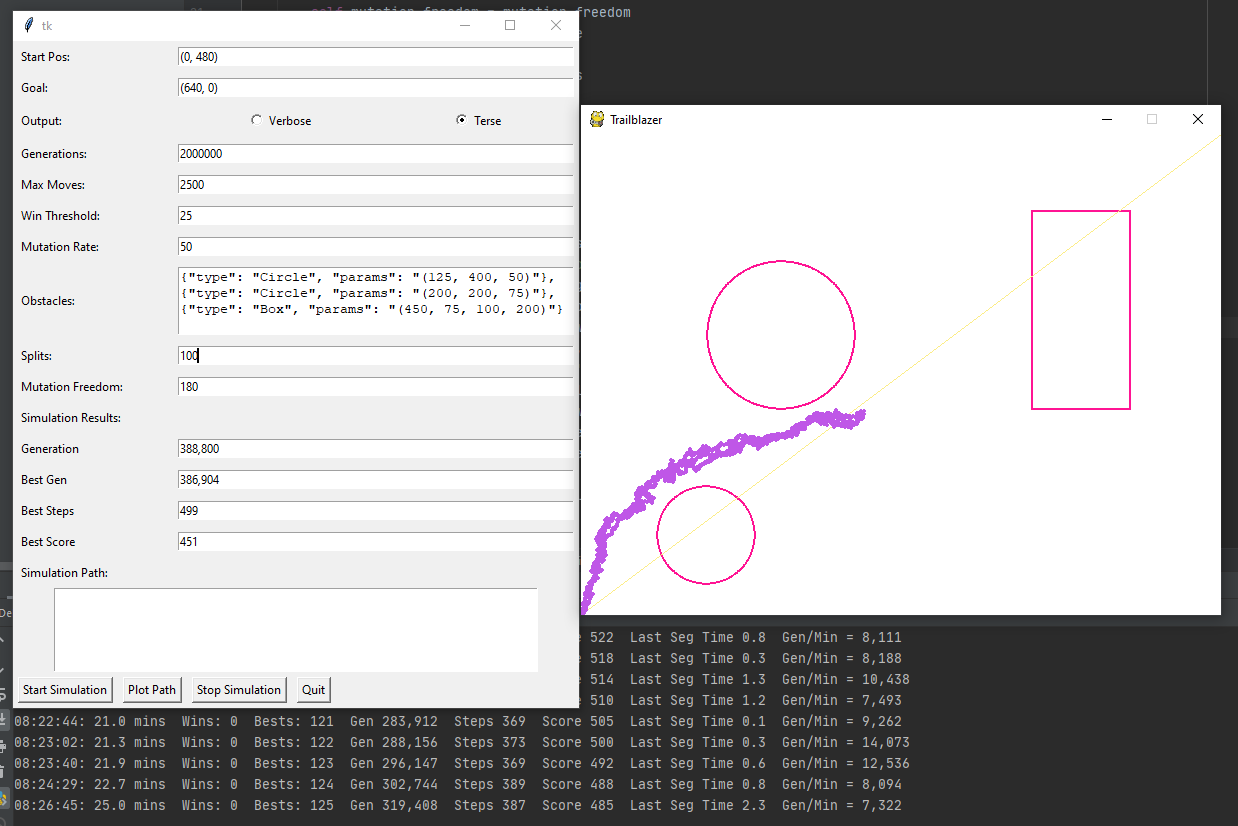 self.mutation_freedom = mutation_freedom
tk
Start Pos: (0, 480)
Goal: (640, 0)
Output: Verbose Terse
Generations: 2000000
Max Moves: 2500
Win Threshold: 25
Mutation Rate: 50
Obstacles:
{"type": "Circle", "params": "(125, 400, 50)"},
{"type": "Circle", "params": "(200, 200, 75)"},
{"type": "Box", "params": "(450, 75, 100, 200)"}
Splits: 100
Mutation Freedom: 180
Simulation Results:
Generation 388,800
Best Gen 386,904
Best Steps 499
Best Score 451
Simulation Path:
Start Simulation Plot Path Stop Simulation Quit
Trailblazer
522 Last Seg Time 0.8 Gen/Min = 8,111
518 Last Seg Time 0.3 Gen/Min = 8,188
514 Last Seg Time 1.3 Gen/Min = 10,438
510 Last Seg Time 1.2 Gen/Min = 7,493
08:22:44: 21.0 mins Wins: 0 Bests: 121 Gen 283,912 Steps 369 Score 505 Last Seg Time 0.1 Gen/Min = 9,262
08:23:02: 21.3 mins Wins: 0 Bests: 122 Gen 288,156 Steps 373 Score 500 Last Seg Time 0.3 Gen/Min = 14,073
08:23:40: 21.9 mins Wins: 0 Bests: 123 Gen 296,147 Steps 369 Score 492 Last Seg Time 0.6 Gen/Min = 12,536
08:24:29: 22.7 mins Wins: 0 Bests: 124 Gen 302,744 Steps 389 Score 488 Last Seg Time 0.8 Gen/Min = 8,094
08:26:45: 25.0 mins Wins: 0 Bests: 125 Gen 319,408 Steps 387 Score 485 Last Seg Time 2.3 Gen/Min = 7,322